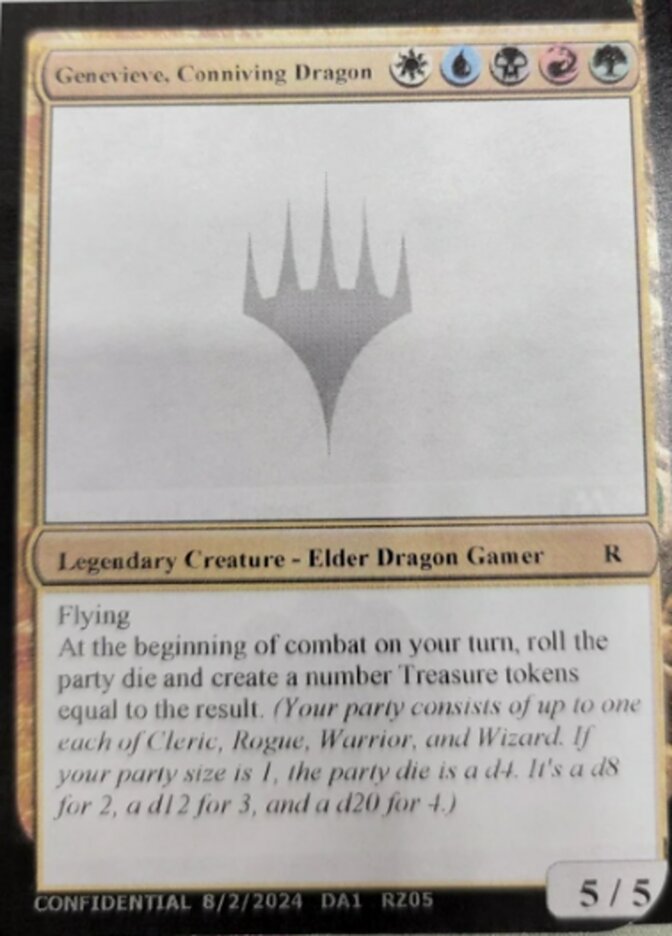 Genevieve, Conniving Dragon
Legendary Creature - Elder Dragon Gamer R
Flying
At the beginning of combat on your turn, roll the
party die and create a number Treasure tokens
equal to the result. (Your party consists of up to one
each of Cleric, Rogue, Warrior, and Wizard. If
your party size is 1, the party die is a d4. It's a d8
for 2, a d12 for 3, and a d20 for 4.)
5 / 5
CONFIDENTIAL 8/2/2024 DA1 RZ05